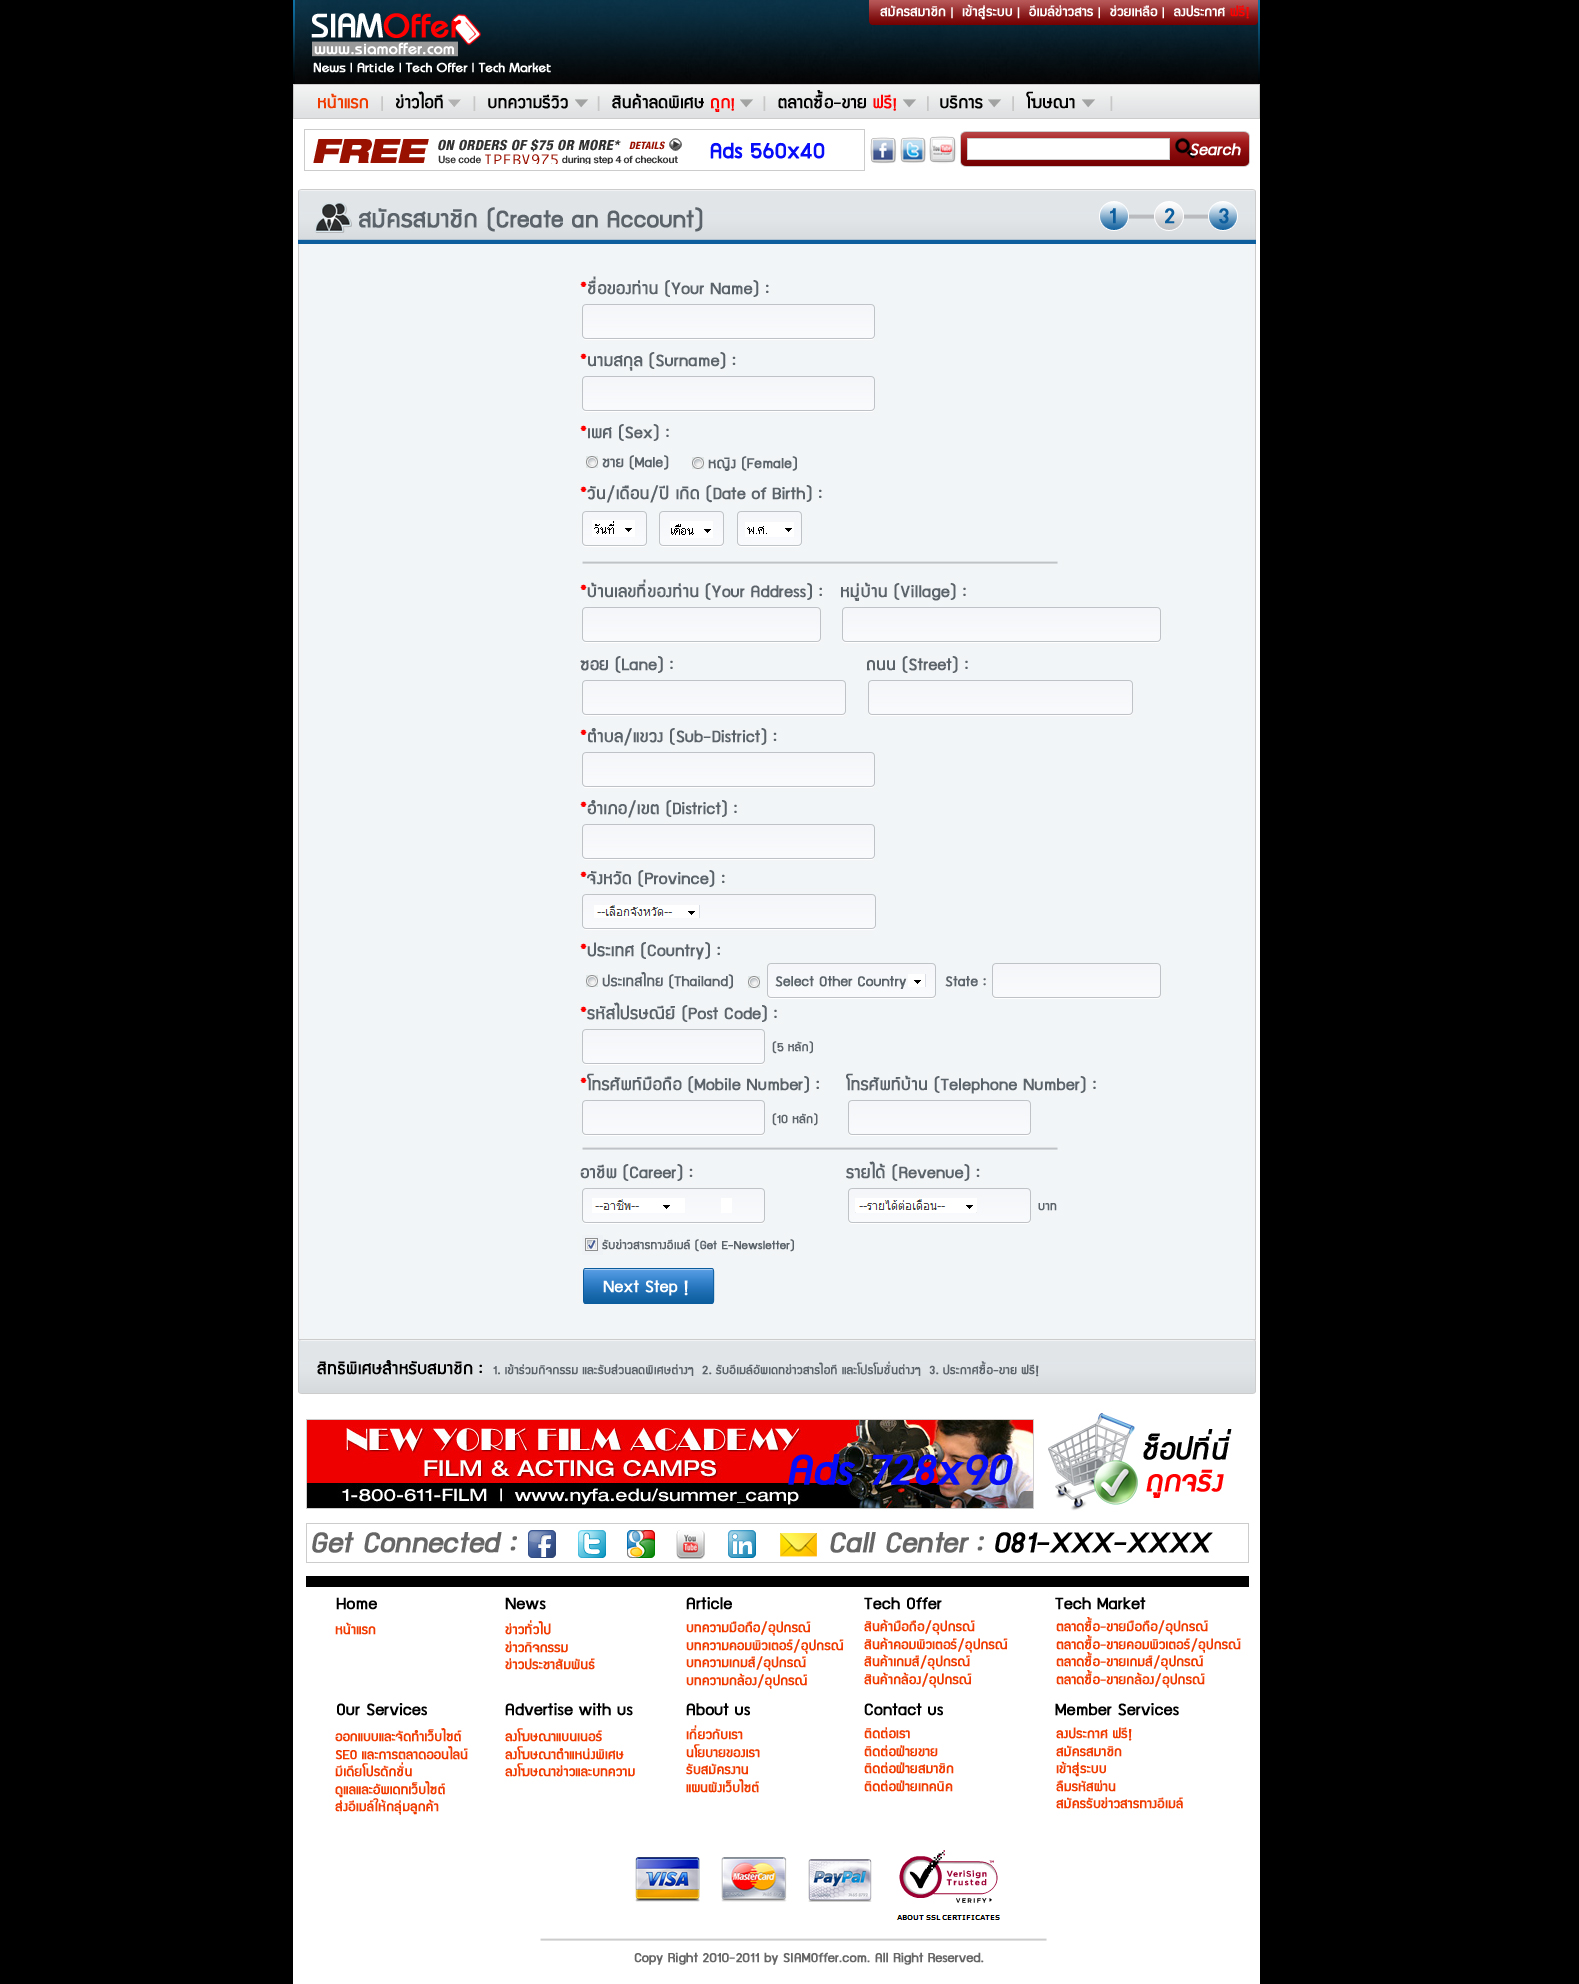 สมัครสมาชิก | เข้าสู่ระบบ | อีเมล์ข่าวสาร | ช่วยเหลือ | ลงประกาศ ฟรี!
SIAMOffer
www.siamoffer.com
News | Article | Tech Offer | Tech Market
หน้าแรก | ข่าวไอที | บทความรีวิว | สินค้าลดพิเศษ ถูก! | ตลาดซื้อ-ขาย ฟรี! | บริการ | โฆษณา |
FREE ON ORDERS OF $75 OR MORE* DETAILS
Use code TPFBV975 during step 4 of checkout
Ads 560x40
Search
สมัครสมาชิก (Create an Account)
1 2 3
*ชื่อของท่าน (Your Name) :
*นามสกุล (Surname) :
*เพศ (Sex) :
ชาย (Male) หญิง (Female)
*วัน/เดือน/ปี เกิด (Date of Birth) :
วันที่ เดือน พ.ศ.
*บ้านเลขที่ของท่าน (Your Address) : หมู่บ้าน (Village) :
ซอย (Lane) : ถนน (Street) :
*ตำบล/แขวง (Sub-District) :
*อำเภอ/เขต (District) :
*จังหวัด (Province) :
--เลือกจังหวัด--
*ประเทศ (Country) :
ประเทสไทย (Thailand) Select Other Country State :
*รหัสไปรษณีย์ (Post Code) :
(5 หลัก)
*โทรศัพท์มือถือ (Mobile Number) : โทรศัพท์บ้าน (Telephone Number) :
(10 หลัก)
อาชีพ (Career) : รายได้ (Revenue) :
--อาชีพ-- --รายได้ต่อเดือน-- บาท
รับข่าวสารทางอีเมล์ (Get E-Newsletter)
Next Step !
สิทธิพิเศษสำหรับสมาชิก : 1. เข้าร่วมกิจกรรม และรับส่วนลดพิเศษต่างๆ 2. รับอีเมล์อัพเดทข่าวสารไอที และโปรโมชั่นต่างๆ 3. ประกาศซื้อ-ขาย ฟรี!
NEW YORK FILM ACADEMY
FILM & ACTING CAMPS
1-800-611-FILM | www.nyfa.edu/summer_camp
Ads 728x90
ช็อปที่นี่
ถูกจริง
Get Connected : Call Center : 081-XXX-XXXX
Home
หน้าแรก
News
ข่าวทั่วไป
ข่าวกิจกรรม
ข่าวประชาสัมพันธ์
Article
บทความมือถือ/อุปกรณ์
บทความคอมพิวเตอร์/อุปกรณ์
บทความเกมส์/อุปกรณ์
บทความกล้อง/อุปกรณ์
Tech Offer
สินค้ามือถือ/อุปกรณ์
สินค้าคอมพิวเตอร์/อุปกรณ์
สินค้าเกมส์/อุปกรณ์
สินค้ากล้อง/อุปกรณ์
Tech Market
ตลาดซื้อ-ขายมือถือ/อุปกรณ์
ตลาดซื้อ-ขายคอมพิวเตอร์/อุปกรณ์
ตลาดซื้อ-ขายเกมส์/อุปกรณ์
ตลาดซื้อ-ขายกล้อง/อุปกรณ์
Our Services
ออกแบบและจัดทำเว็บไซต์
SEO และการตลาดออนไลน์
มีเดียโปรดักชั่น
ดูแลและอัพเดทเว็บไซต์
ส่งอีเมล์ให้กลุ่มลูกค้า
Advertise with us
ลงโฆษณาแบนเนอร์
ลงโฆษณาตำแหน่งพิเศษ
ลงโฆษณาข่าวและบทความ
About us
เกี่ยวกับเรา
นโยบายของเรา
รับสมัครงาน
แผนผังเว็บไซต์
Contact us
ติดต่อเรา
ติดต่อฝ่ายขาย
ติดต่อฝ่ายสมาชิก
ติดต่อฝ่ายเทคนิค
Member Services
ลงประกาศ ฟรี!
สมัครสมาชิก
เข้าสู่ระบบ
ลืมรหัสผ่าน
สมัครรับข่าวสารทางอีเมล์
VISA MasterCard PayPal VeriSign Trusted
VERIFY
ABOUT SSL CERTIFICATES
Copy Right 2010-2011 by SIAMOffer.com. All Right Reserved.